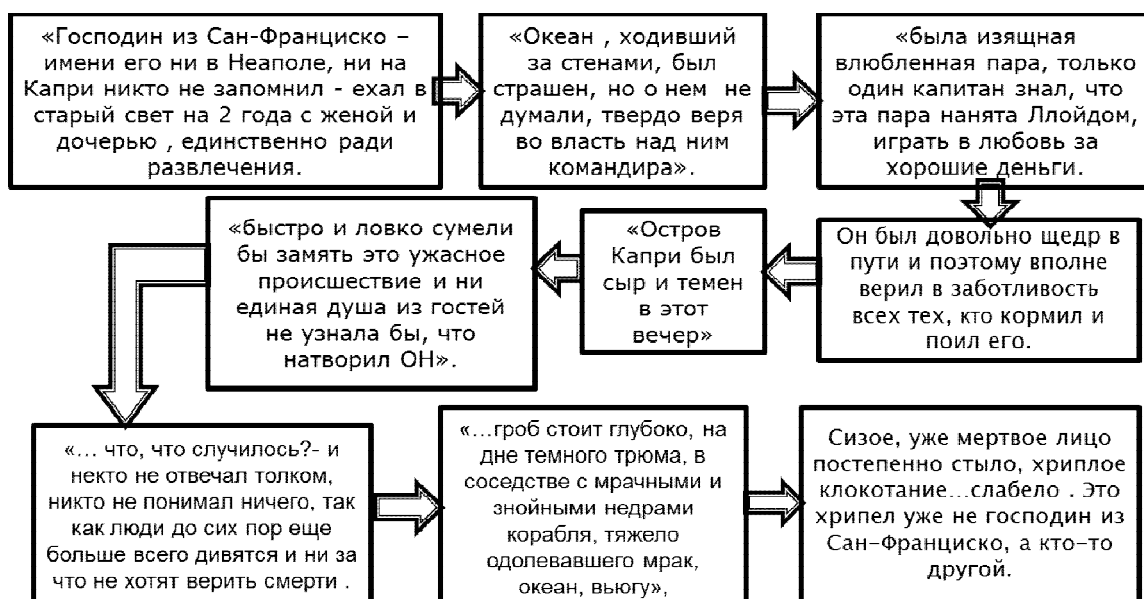 «Господин из Сан-Франциско –
имени его ни в Неаполе, ни на
Капри никто не запомнил - ехал в
старый свет на 2 года с женой и
дочерью , единственно ради
развлечения.
«Океан , ходивший
за стенами, был
страшен, но о нем не
думали, твердо веря
во власть над ним
командира».
«была изящная
влюбленная пара, только
один капитан знал, что
эта пара нанята Ллойдом,
играть в любовь за
хорошие деньги.
Он был довольно щедр в
пути и поэтому вполне
верил в заботливость
всех тех, кто кормил и
поил его.
«Остров
Капри был
сыр и темен
в этот
вечер»
«быстро и ловко сумели
бы замять это ужасное
происшествие и ни
единая душа из гостей
не узнала бы, что
натворил ОН».
«... что, что случилось?- и
некто не отвечал толком,
никто не понимал ничего, так
как люди до сих пор еще
больше всего дивятся и ни за
что не хотят верить смерти .
«...гроб стоит глубоко, на
дне темного трюма, в
соседстве с мрачными и
знойными недрами
корабля, тяжело
одолевавшего мрак,
океан, вьюгу»,
Сизое, уже мертвое лицо
постепенно стыло, хриплое
клокотание...слабело . Это
хрипел уже не господин из
Сан-Франциско, а кто-то
другой.